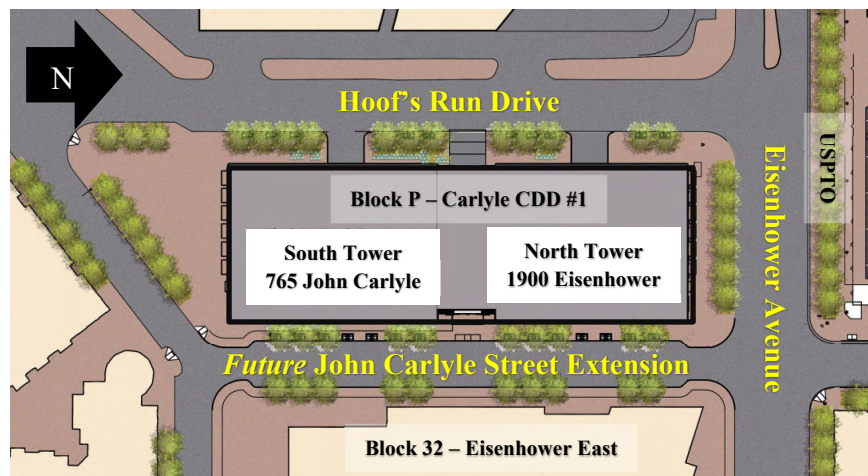 N
Hoof's Run Drive
Eisenhower Avenue
USPTO
Block P – Carlyle CDD #1
South Tower
765 John Carlyle
North Tower
1900 Eisenhower
Future John Carlyle Street Extension
Block 32 – Eisenhower East